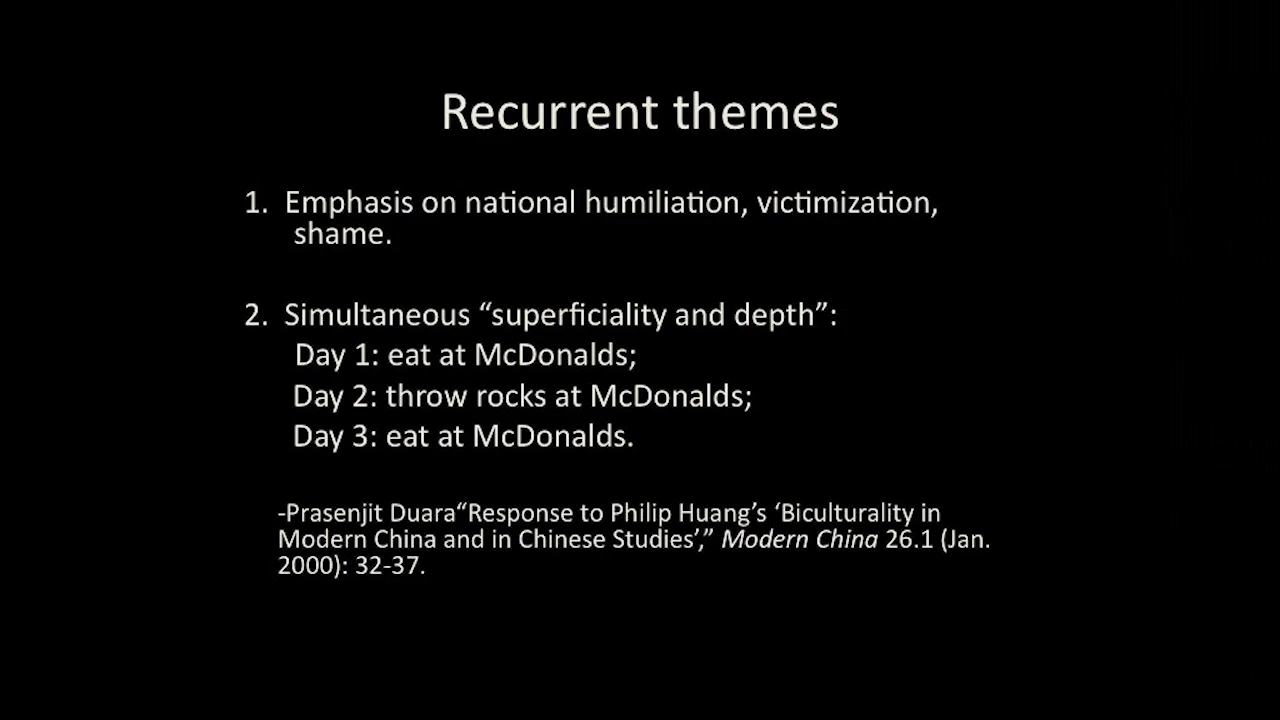 Recurrent themes
1. Emphasis on national humiliation, victimization,
shame.
2. Simultaneous “superficiality and depth”:
Day 1: eat at McDonalds;
Day 2: throw rocks at McDonalds;
Day 3: eat at McDonalds.
-Prasenjit Duara“Response to Philip Huang’s ‘Biculturality in
Modern China and in Chinese Studies’,” Modern China 26.1 (Jan.
2000): 32-37.